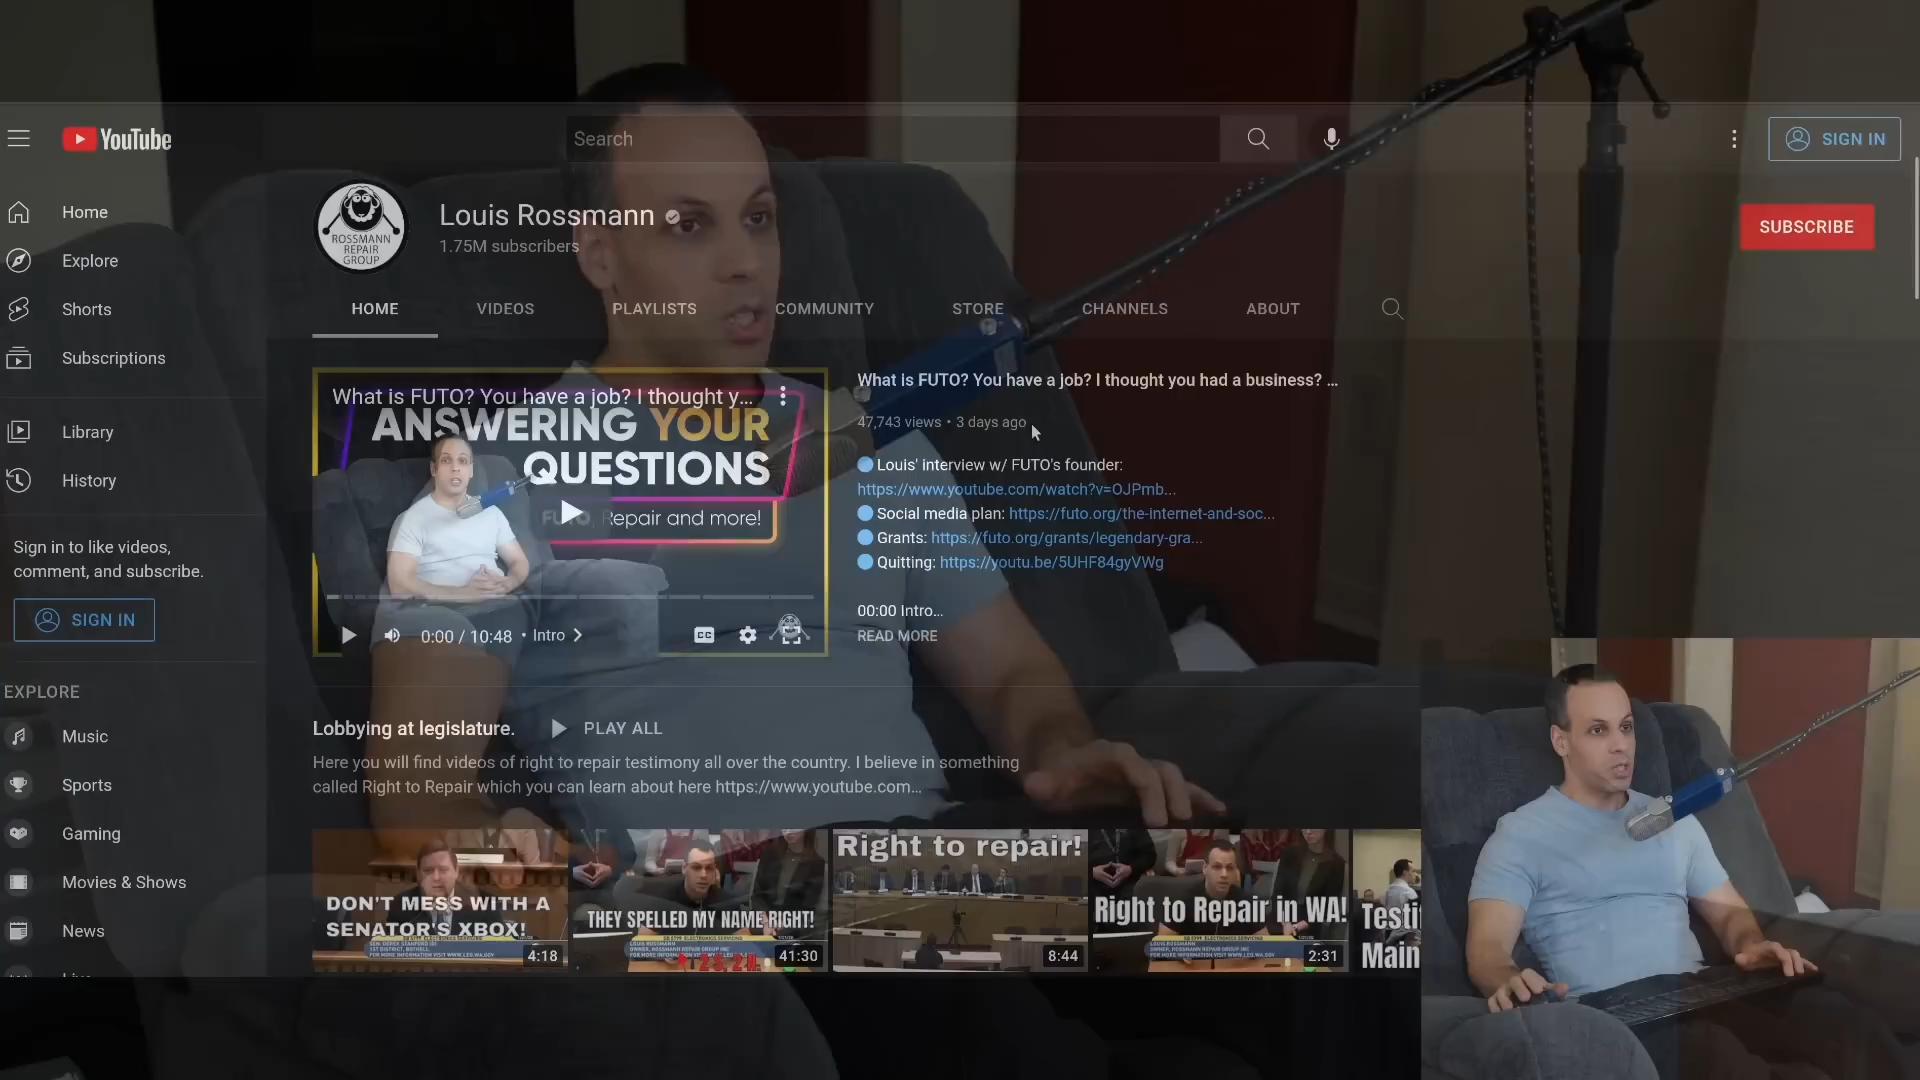 YouTube
Search
SIGN IN
Home
Explore
Shorts
Subscriptions
Library
History
Sign in to like videos,
comment, and subscribe.
SIGN IN
EXPLORE
Music
Sports
Gaming
Movies & Shows
News
ROSSMANN
REPAIR
GROUP
Louis Rossmann
1.75M subscribers
SUBSCRIBE
HOME
VIDEOS
PLAYLISTS
COMMUNITY
STORE
CHANNELS
ABOUT
What is FUTO? You have a job? I thought y...
ANSWERING YOUR
QUESTIONS
FUTO, Repair and more!
0:00 / 10:48 • Intro
CC
What is FUTO? You have a job? I thought you had a business? ...
47,743 views • 3 days ago
Louis' interview w/ FUTO's founder:
https://www.youtube.com/watch?v=OJPmb...
Social media plan: https://futo.org/the-internet-and-soc...
Grants: https://futo.org/grants/legendary-gra...
Quitting: https://youtu.be/5UHF84gyVWg
00:00 Intro...
READ MORE
Lobbying at legislature.
PLAY ALL
Here you will find videos of right to repair testimony all over the country. I believe in something
called Right to Repair which you can learn about here https://www.youtube.com...
DON'T MESS WITH A
SENATOR'S XBOX!
4:18
THEY SPELLED MY NAME RIGHT!
41:30
Right to repair!
8:44
Right to Repair in WA!
2:31
Testi
Main